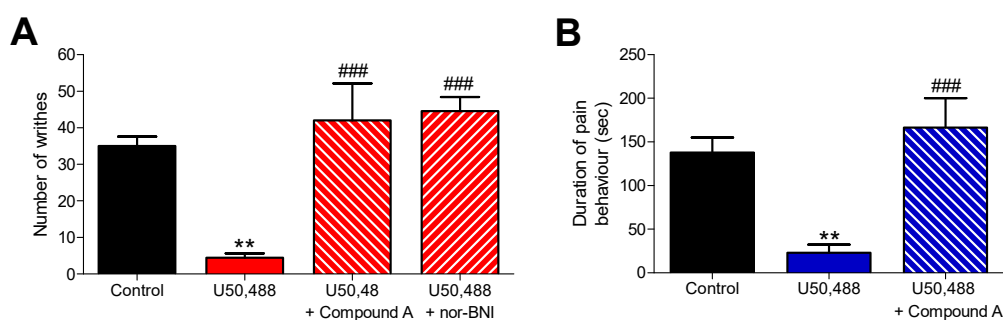 A
Number of writhes
60
50
40
30
20
10
0
**
###
###
Control
U50,488
U50,48
+ Compound A
U50,488
+ nor-BNI
B
Duration of pain
behaviour (sec)
250
200
150
100
50
0
**
###
Control
U50,488
U50,488
+ Compound A